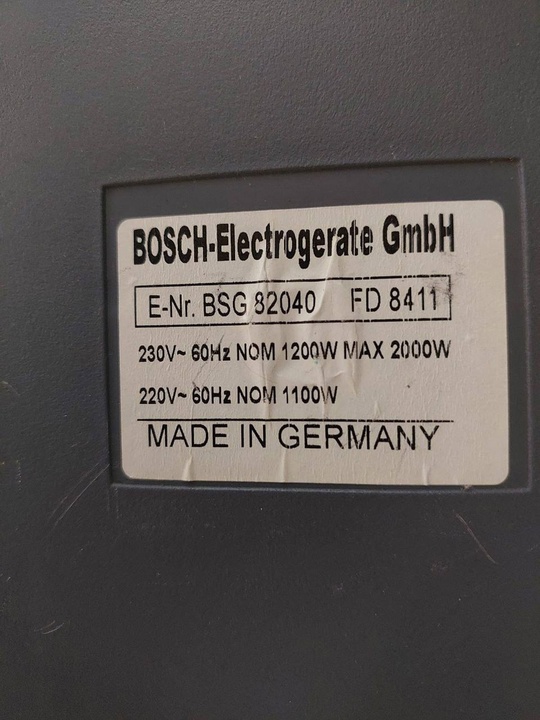 BOSCH-Electrogerate GmbH
E-Nr. BSG 82040 FD 8411
230V~ 60Hz NOM 1200W MAX 2000W
220V~ 60Hz NOM 1100W
MADE IN GERMANY